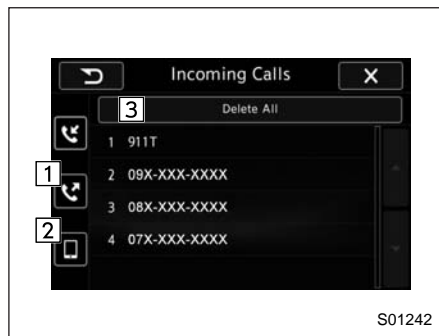 Incoming Calls
X
3 Delete All
1 911T
1
2 09X-XXX-XXXX
3 08X-XXX-XXXX
2
4 07X-XXX-XXXX
S01242